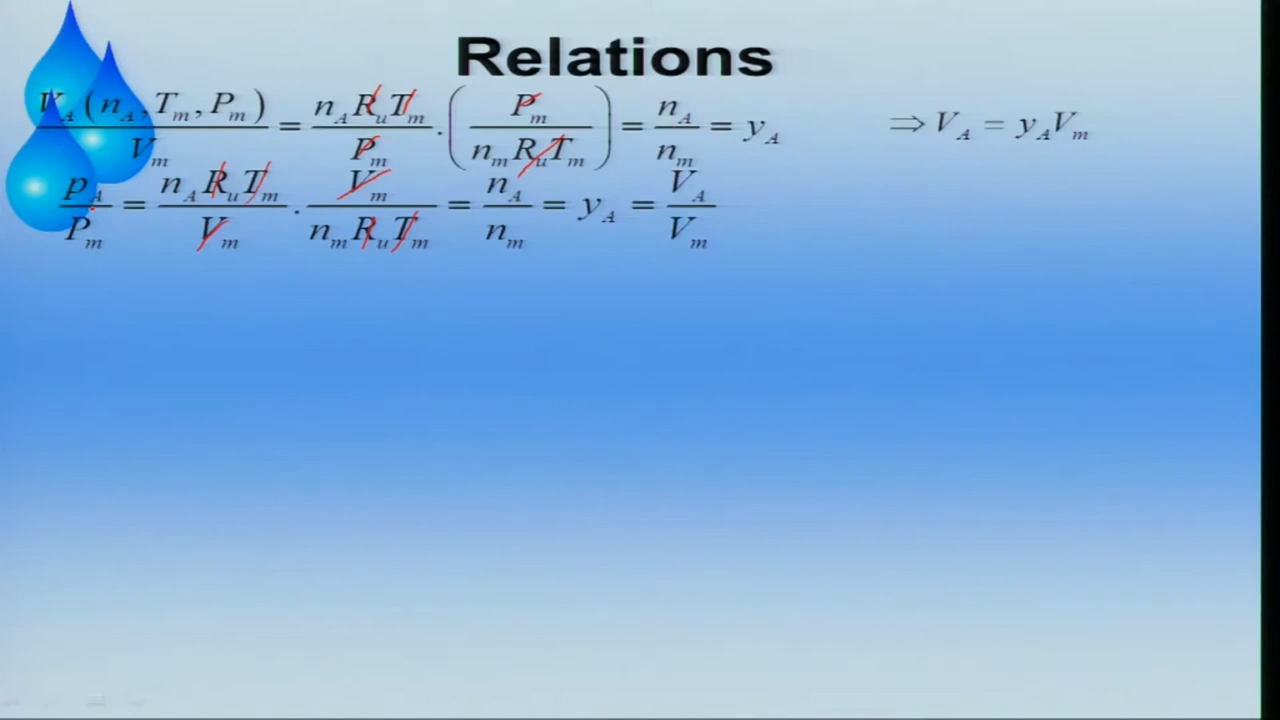 Relations
V_A (n_A, T_m, P_m) / V_m = n_A R_u T_m / P_m . ( P_m / n_m R_u T_m ) = n_A / n_m = y_A ⇒ V_A = y_A V_m
p_A / P_m = n_A R_u T_m / V_m . V_m / n_m R_u T_m = n_A / n_m = y_A = V_A / V_m